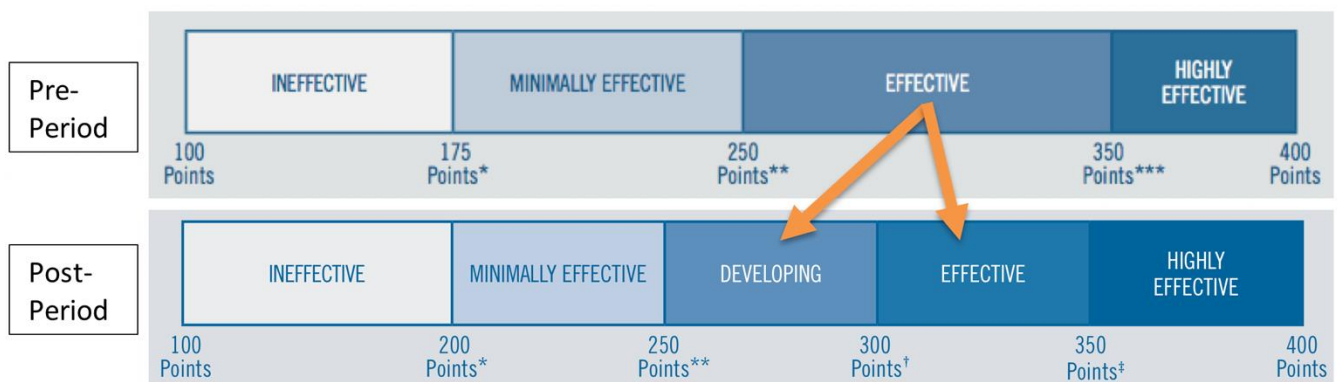 Pre-
Period
INEFFECTIVE
MINIMALLY EFFECTIVE
EFFECTIVE
HIGHLY
EFFECTIVE
100
Points
175
Points*
250
Points**
350
Points***
400
Points
Post-
Period
INEFFECTIVE
MINIMALLY EFFECTIVE
DEVELOPING
EFFECTIVE
HIGHLY
EFFECTIVE
100
Points
200
Points*
250
Points**
300
Points†
350
Points‡
400
Points